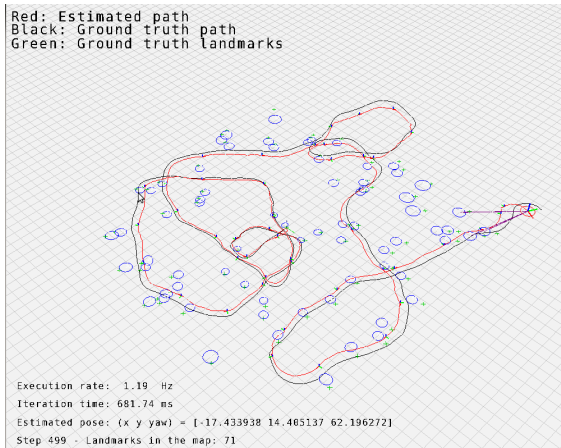 Red: Estimated path
Black: Ground truth path
Green: Ground truth landmarks
Execution rate: 1.19 Hz
Iteration time: 681.74 ms
Estimated pose: (x y yaw) = [-17.433938 14.405137 62.196272]
Step 499 - Landmarks in the map: 71